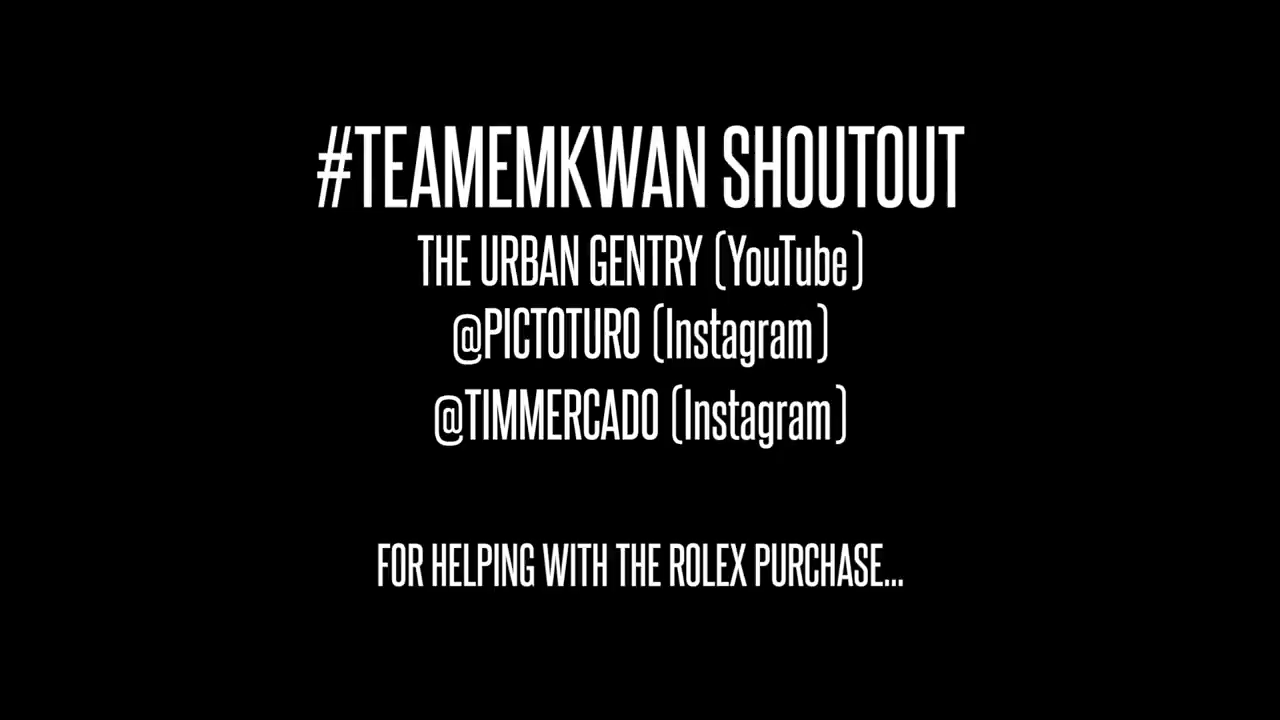 #TEAMEMKWAN SHOUTOUT
THE URBAN GENTRY (YouTube)
@PICTOTURO (Instagram)
@TIMMERCADO (Instagram)
FOR HELPING WITH THE ROLEX PURCHASE...